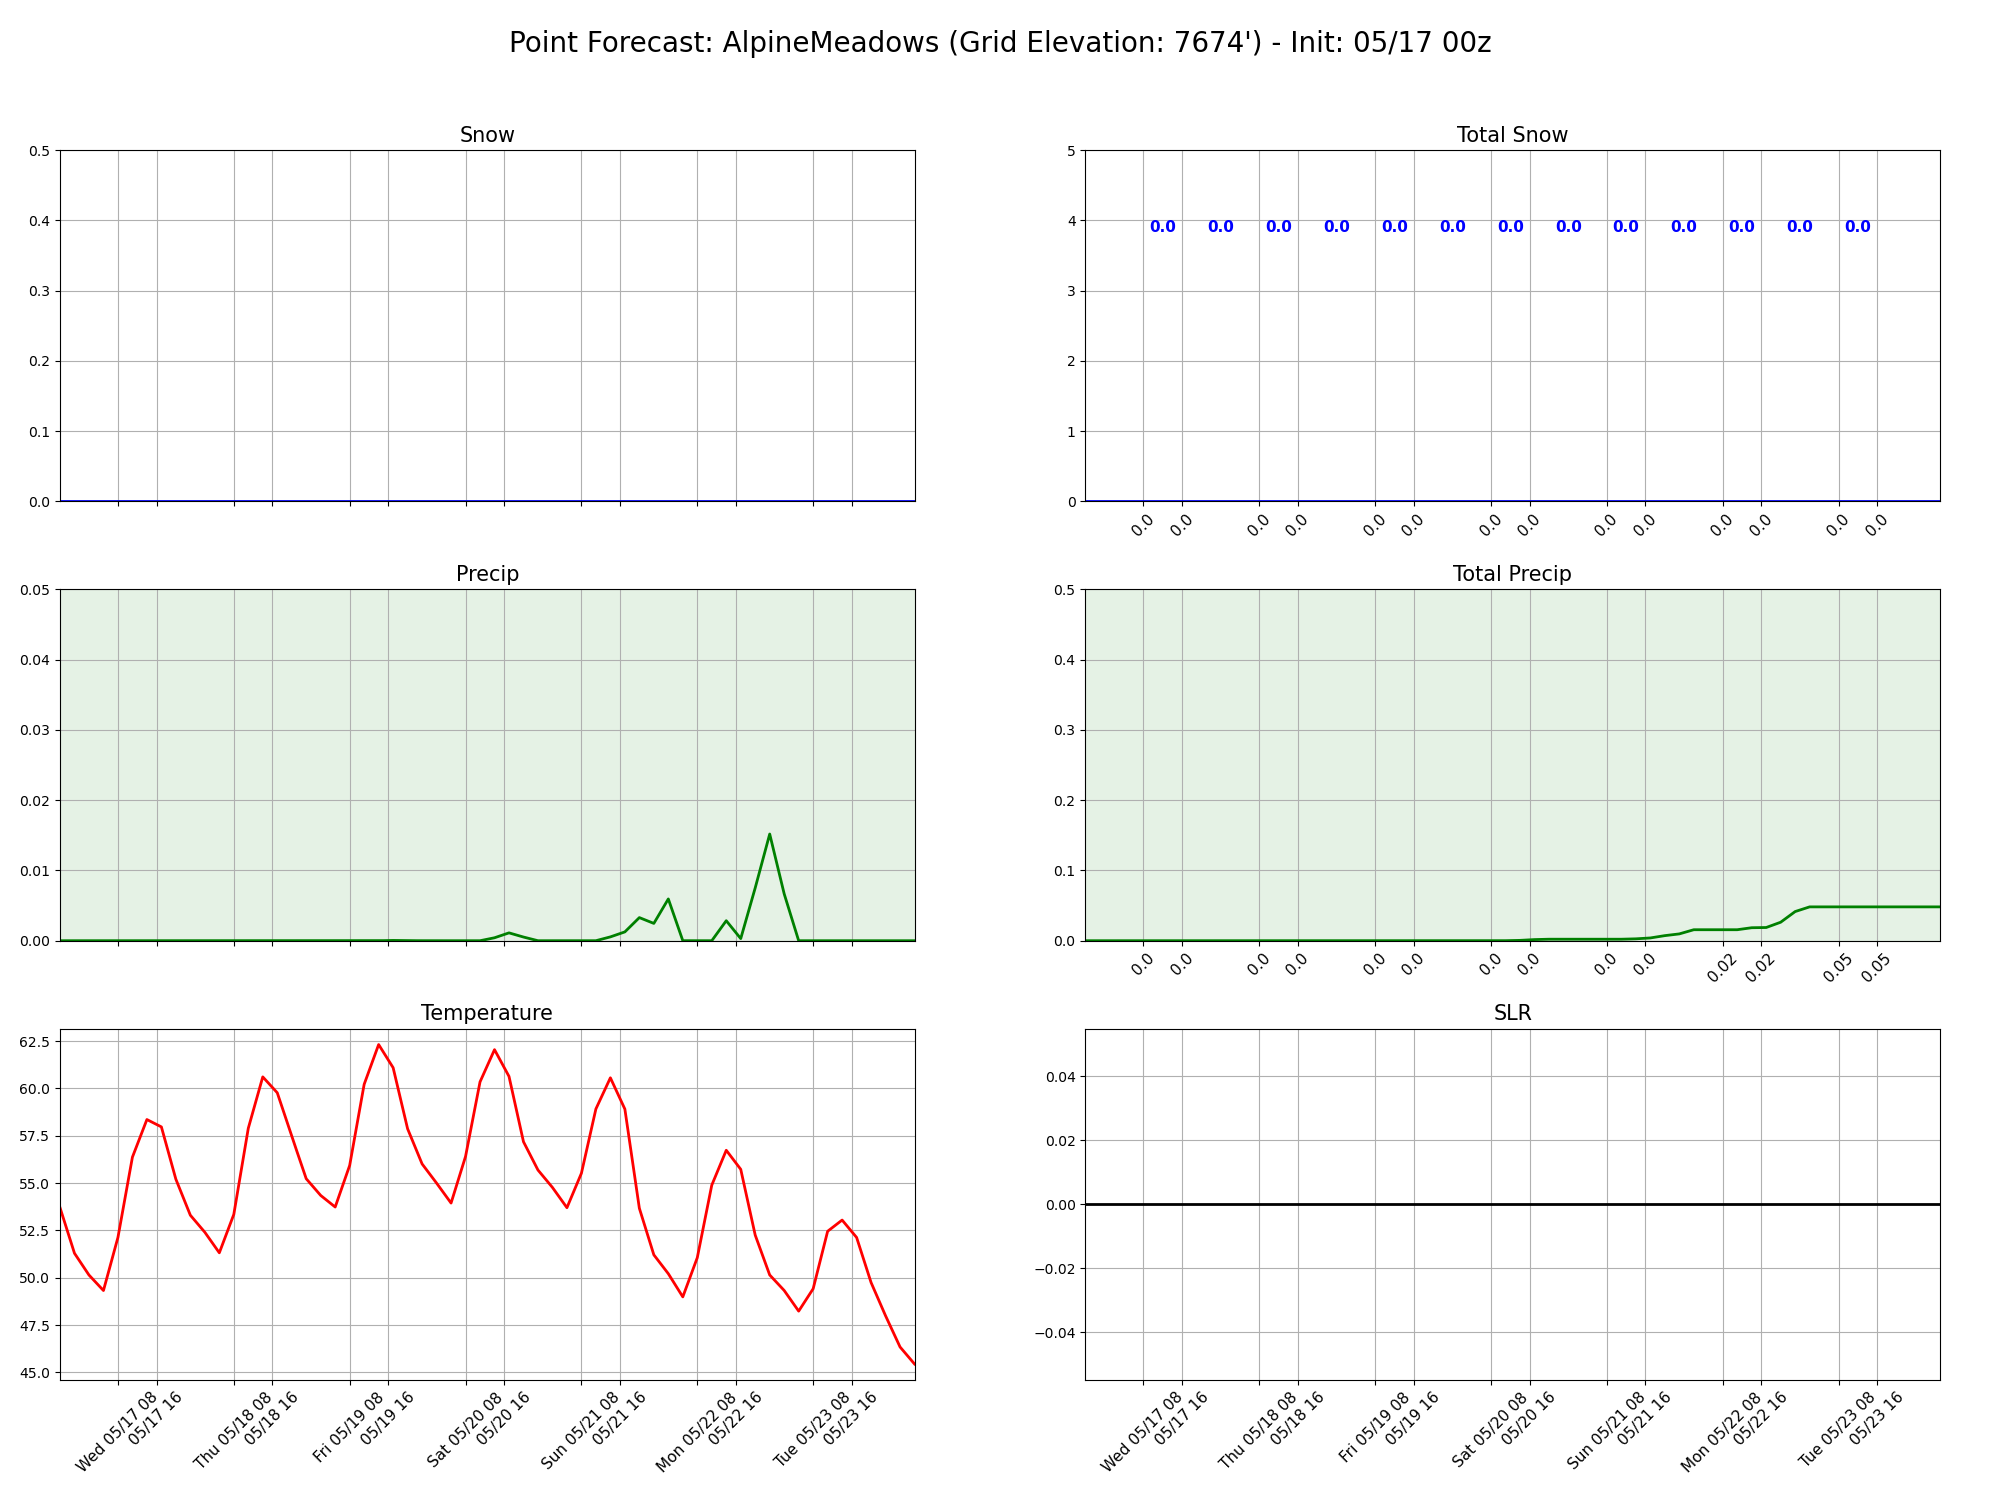 Point Forecast: AlpineMeadows (Grid Elevation: 7674') - Init: 05/17 00z
Snow
0.5
0.4
0.3
0.2
0.1
0.0
Total Snow
5
4
3
2
1
0
0.0 0.0 0.0 0.0 0.0 0.0 0.0 0.0 0.0 0.0 0.0 0.0 0.0
0.0 0.0 0.0 0.0 0.0 0.0 0.0 0.0 0.0 0.0 0.0 0.0 0.0 0.0
Precip
0.05
0.04
0.03
0.02
0.01
0.00
Total Precip
0.5
0.4
0.3
0.2
0.1
0.0
0.0 0.0 0.0 0.0 0.0 0.0 0.0 0.0 0.0 0.0 0.02 0.02 0.05 0.05
Temperature
62.5
60.0
57.5
55.0
52.5
50.0
47.5
45.0
Wed 05/17 08
05/17 16
Thu 05/18 08
05/18 16
Fri 05/19 08
05/19 16
Sat 05/20 08
05/20 16
Sun 05/21 08
05/21 16
Mon 05/22 08
05/22 16
Tue 05/23 08
05/23 16
SLR
0.04
0.02
0.00
−0.02
−0.04
Wed 05/17 08
05/17 16
Thu 05/18 08
05/18 16
Fri 05/19 08
05/19 16
Sat 05/20 08
05/20 16
Sun 05/21 08
05/21 16
Mon 05/22 08
05/22 16
Tue 05/23 08
05/23 16